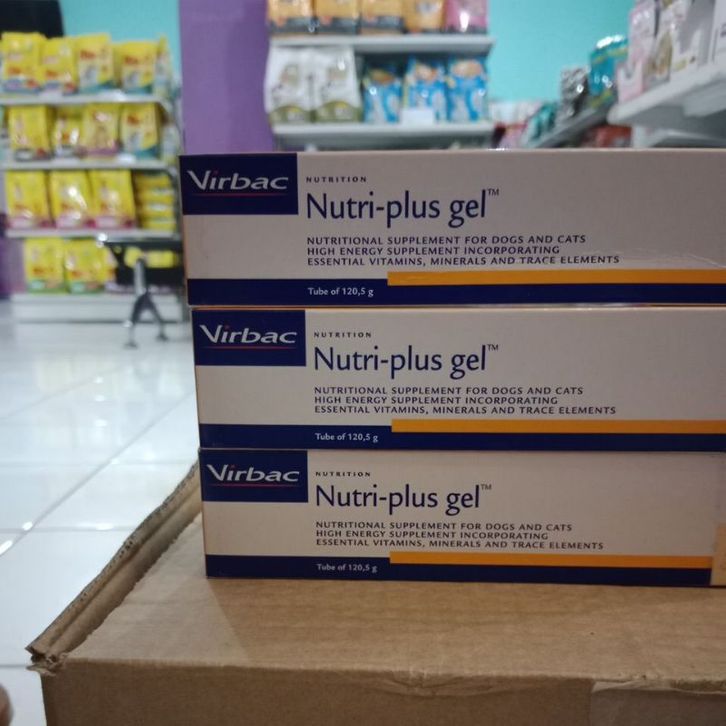 Virbac
NUTRITION
Nutri-plus gel™
NUTRITIONAL SUPPLEMENT FOR DOGS AND CATS
HIGH ENERGY SUPPLEMENT INCORPORATING
ESSENTIAL VITAMINS, MINERALS AND TRACE ELEMENTS
Tube of 120,5 g
Virbac
NUTRITION
Nutri-plus gel™
NUTRITIONAL SUPPLEMENT FOR DOGS AND CATS
HIGH ENERGY SUPPLEMENT INCORPORATING
ESSENTIAL VITAMINS, MINERALS AND TRACE ELEMENTS
Tube of 120,5 g
Virbac
NUTRITION
Nutri-plus gel™
NUTRITIONAL SUPPLEMENT FOR DOGS AND CATS
HIGH ENERGY SUPPLEMENT INCORPORATING
ESSENTIAL VITAMINS, MINERALS AND TRACE ELEMENTS
Tube of 120,5 g